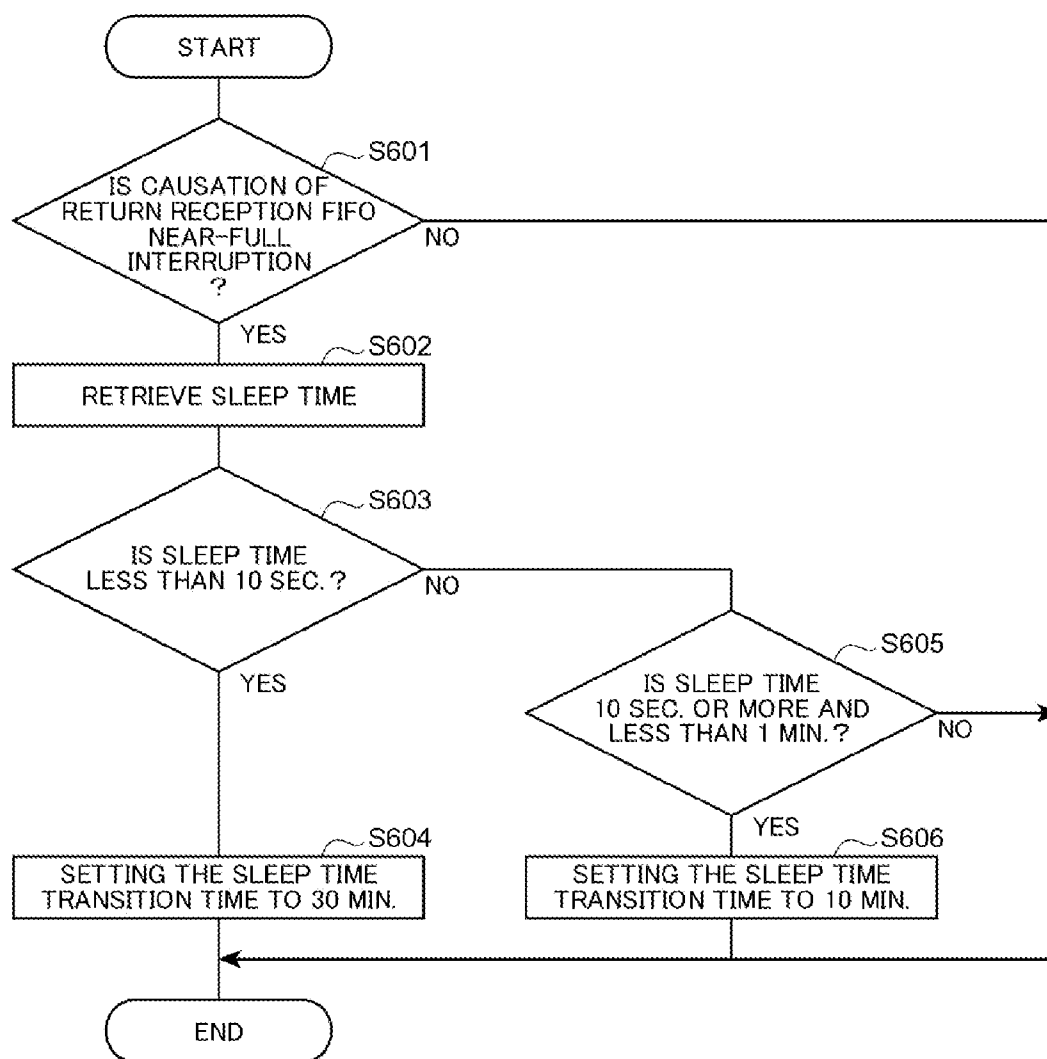 START
S601
IS CAUSATION OF
RETURN RECEPTION FIFO
NEAR-FULL
INTERRUPTION
?
NO
YES
S602
RETRIEVE SLEEP TIME
S603
IS SLEEP TIME
LESS THAN 10 SEC.?
NO
YES
S605
IS SLEEP TIME
10 SEC. OR MORE AND
LESS THAN 1 MIN.?
NO
YES
S604
SETTING THE SLEEP TIME
TRANSITION TIME TO 30 MIN.
S606
SETTING THE SLEEP TIME
TRANSITION TIME TO 10 MIN.
END